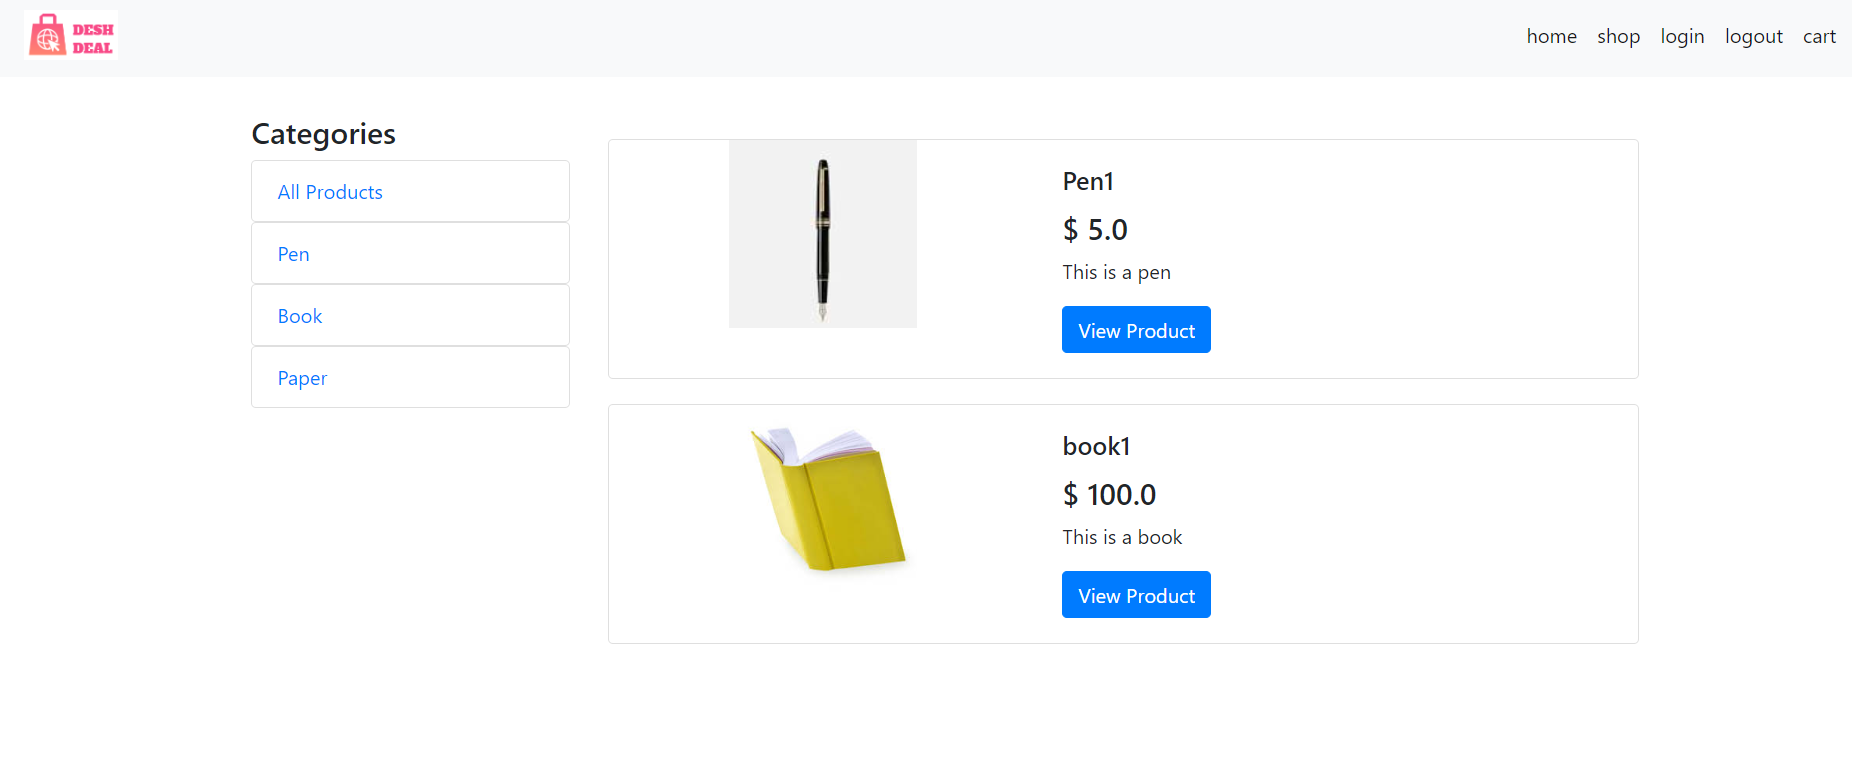 DESH
DEAL
home shop login logout cart
Categories
All Products
Pen
Book
Paper
Pen1
$ 5.0
This is a pen
View Product
book1
$ 100.0
This is a book
View Product